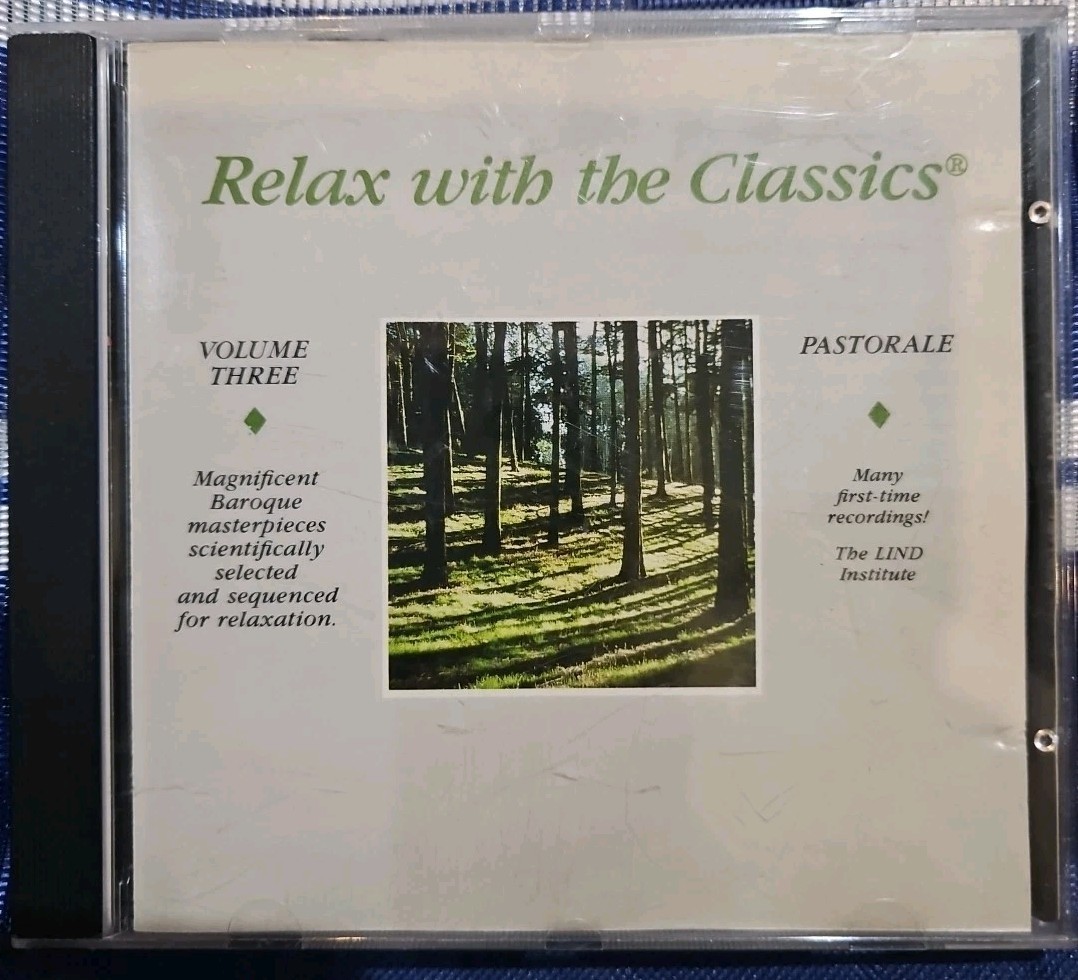 Relax with the Classics®
VOLUME
THREE
Magnificent
Baroque
masterpieces
scientifically
selected
and sequenced
for relaxation.
PASTORALE
Many
first-time
recordings!
The LIND
Institute